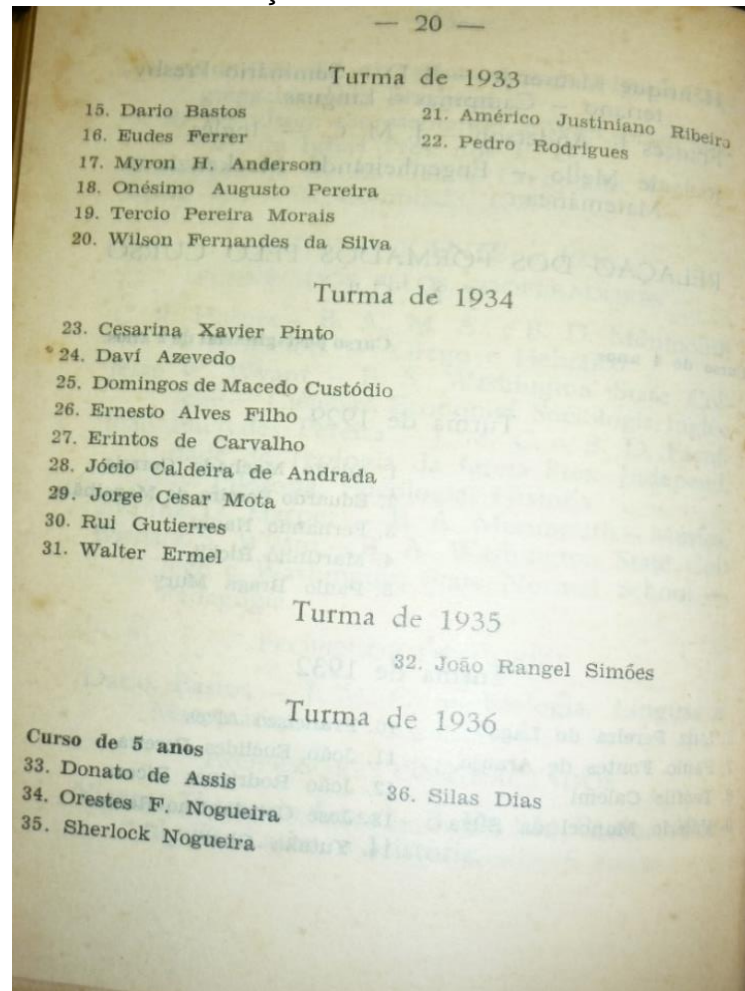 — 20 —
Turma de 1933
15. Dario Bastos
16. Eudes Ferrer
17. Myron H. Anderson
18. Onésimo Augusto Pereira
19. Tercio Pereira Morais
20. Wilson Fernandes da Silva
21. Américo Justiniano Ribeiro
22. Pedro Rodrigues
Turma de 1934
23. Cesarina Xavier Pinto
24. Daví Azevedo
25. Domingos de Macedo Custódio
26. Ernesto Alves Filho
27. Erintos de Carvalho
28. Jócio Caldeira de Andrada
29. Jorge Cesar Mota
30. Rui Gutierres
31. Walter Ermel
Turma de 1935
32. João Rangel Simões
Turma de 1936
Curso de 5 anos
33. Donato de Assis
34. Orestes F. Nogueira
35. Sherlock Nogueira
36. Silas Dias